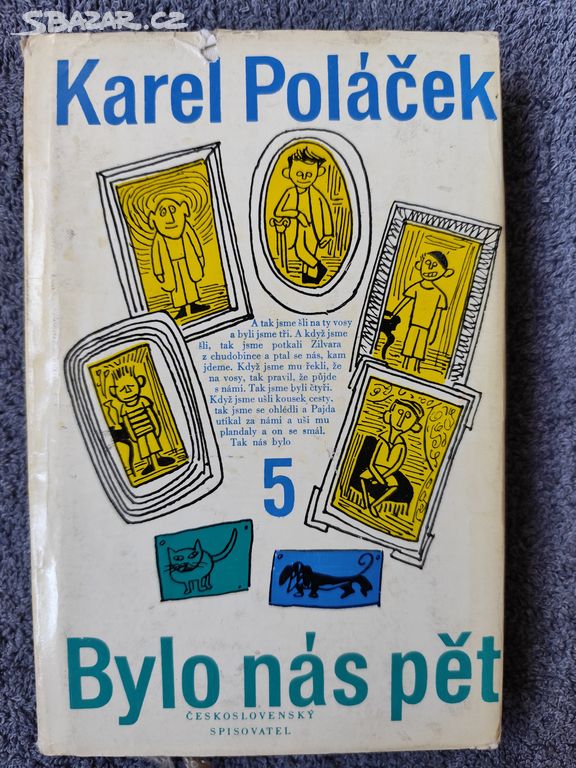 SBAZAR.CZ
Karel Poláček
A tak jsme šli na ty vosy
a byli jsme tři. A když jsme
šli, tak jsme potkali Zilvara
z chudobince a ptal se nás, kam
jdeme. Když jsme mu řekli, že
na vosy, tak pravil, že půjde
s námi. Tak jsme byli čtyři.
Když jsme ušli kousek cesty,
tak jsme se ohlédli a Pajda
utíkal za námi a uši mu
plandaly a on se smál.
Tak nás bylo
5
Bylo nás pět
ČESKOSLOVENSKÝ
SPISOVATEL